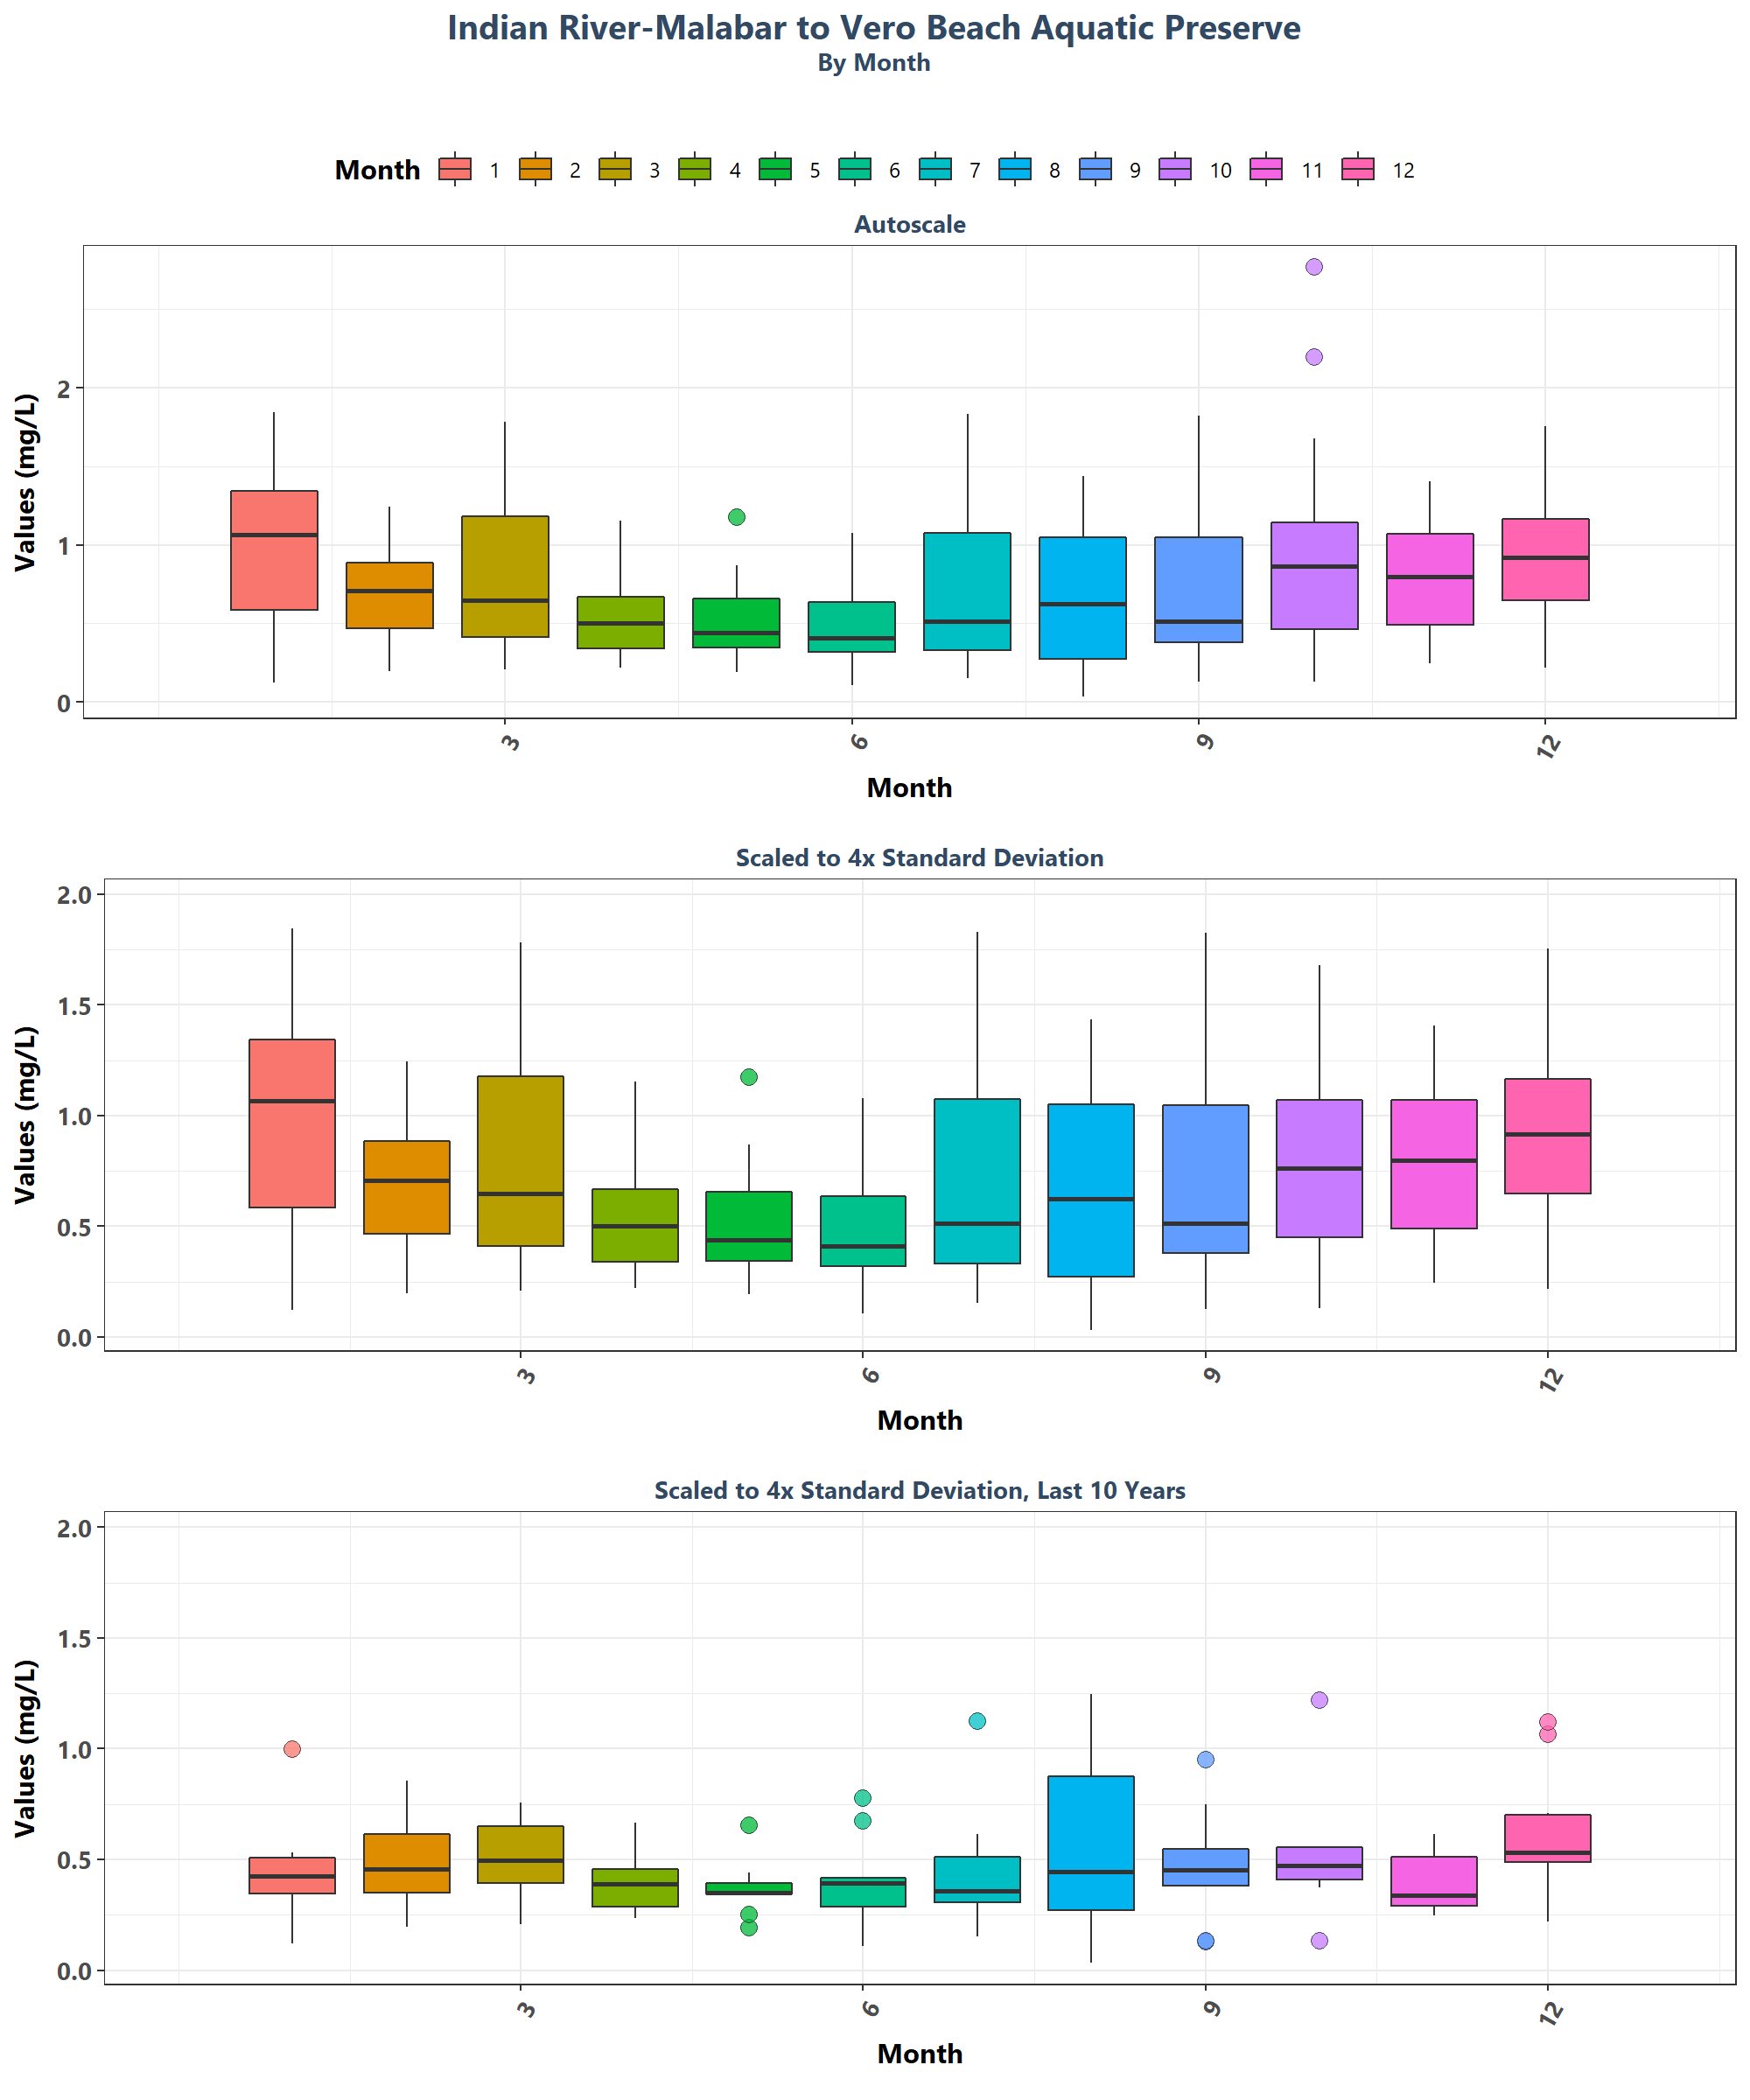 Indian River-Malabar to Vero Beach Aquatic Preserve
By Month
Month 1 2 3 4 5 6 7 8 9 10 11 12
Autoscale
Values (mg/L)
2
1
0
3 6 9 12
Month
Scaled to 4x Standard Deviation
Values (mg/L)
2.0
1.5
1.0
0.5
0.0
3 6 9 12
Month
Scaled to 4x Standard Deviation, Last 10 Years
Values (mg/L)
2.0
1.5
1.0
0.5
0.0
3 6 9 12
Month